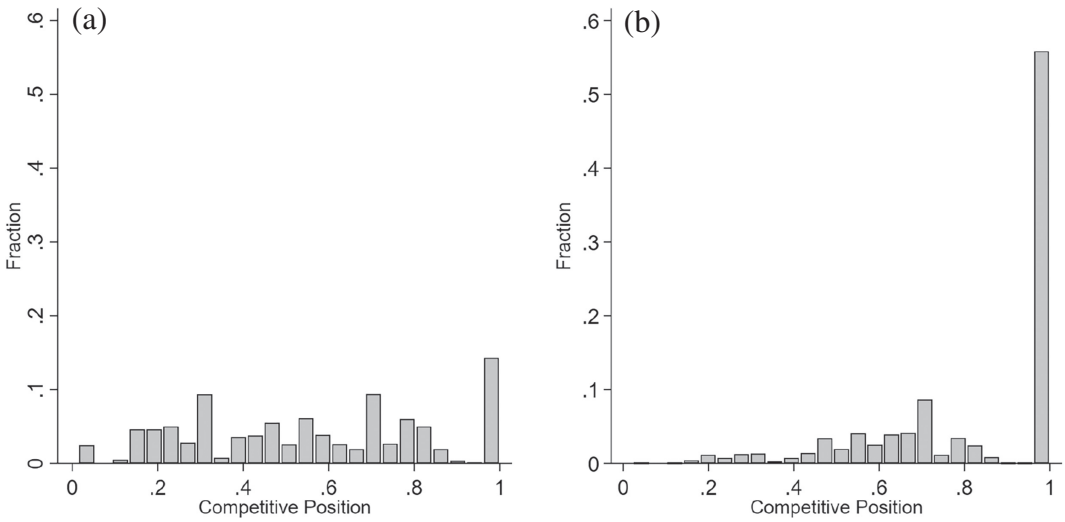 (a)
.6
.5
.4
.3
.2
.1
0
Fraction
0 .2 .4 .6 .8 1
Competitive Position
(b)
.6
.5
.4
.3
.2
.1
0
Fraction
0 .2 .4 .6 .8 1
Competitive Position